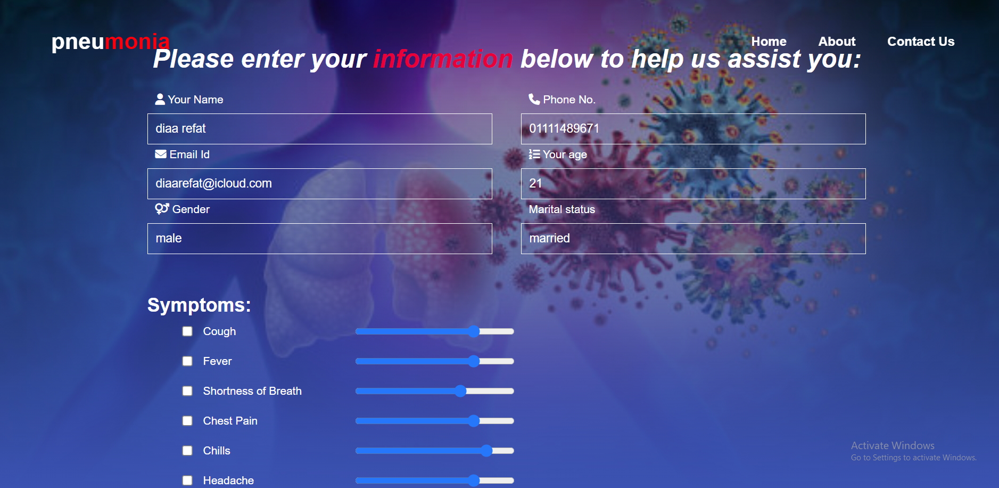 pneumonia
Home About Contact Us
Please enter your information below to help us assist you:
Your Name
diaa refat
Phone No.
01111489671
Email Id
diaarefat@icloud.com
Your age
21
Gender
male
Marital status
married
Symptoms:
Cough
Fever
Shortness of Breath
Chest Pain
Chills
Headache
Activate Windows
Go to Settings to activate Windows.